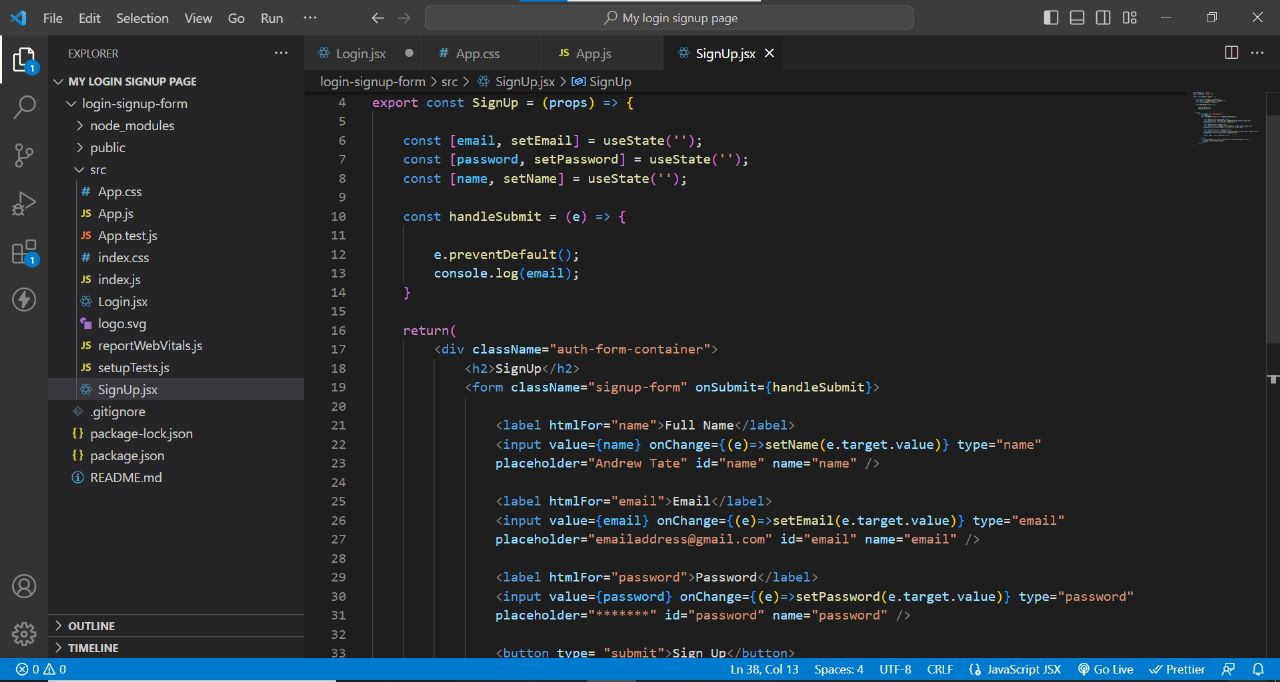 File Edit Selection View Go Run ···
My login signup page
EXPLORER
MY LOGIN SIGNUP PAGE
login-signup-form
node_modules
public
src
# App.css
JS App.js
JS App.test.js
# index.css
JS index.js
Login.jsx
logo.svg
JS reportWebVitals.js
JS setupTests.js
SignUp.jsx
.gitignore
{} package-lock.json
{} package.json
README.md
OUTLINE
TIMELINE
1
1
Login.jsx # App.css JS App.js SignUp.jsx
login-signup-form > src > SignUp.jsx > SignUp
4 export const SignUp = (props) => {
5
6 const [email, setEmail] = useState('');
7 const [password, setPassword] = useState('');
8 const [name, setName] = useState('');
9
10 const handleSubmit = (e) => {
11
12 e.preventDefault();
13 console.log(email);
14 }
15
16 return(
17 <div className="auth-form-container">
18 <h2>SignUp</h2>
19 <form className="signup-form" onSubmit={handleSubmit}>
20
21 <label htmlFor="name">Full Name</label>
22 <input value={name} onChange={(e)=>setName(e.target.value)} type="name"
23 placeholder="Andrew Tate" id="name" name="name" />
24
25 <label htmlFor="email">Email</label>
26 <input value={email} onChange={(e)=>setEmail(e.target.value)} type="email"
27 placeholder="emailaddress@gmail.com" id="email" name="email" />
28
29 <label htmlFor="password">Password</label>
30 <input value={password} onChange={(e)=>setPassword(e.target.value)} type="password"
31 placeholder="*******" id="password" name="password" />
32
33 <button type= "submit">Sign Up</button>
0 0 Ln 38, Col 13 Spaces: 4 UTF-8 CRLF {} JavaScript JSX Go Live Prettier